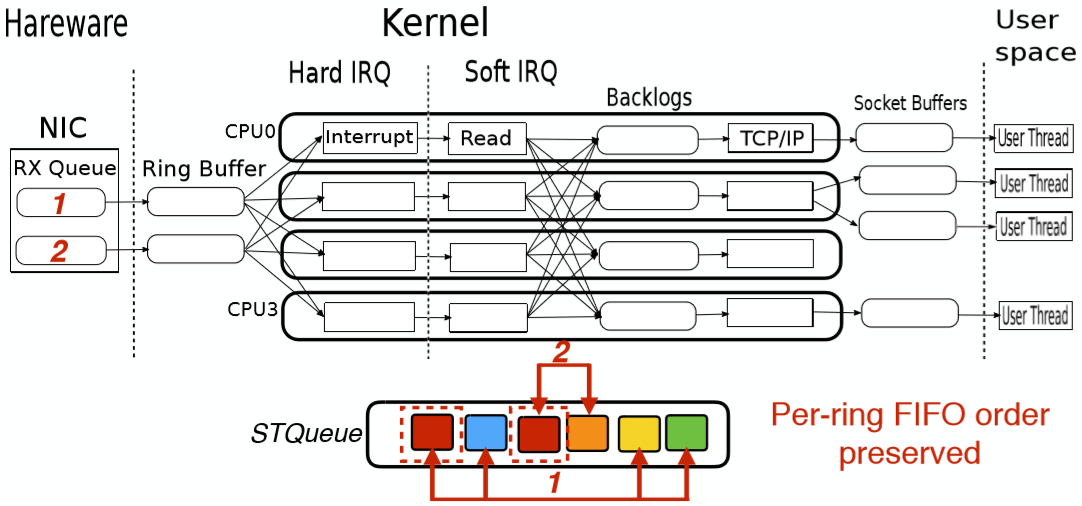 Hareware
Kernel
User
space
Hard IRQ
Soft IRQ
Backlogs
Socket Buffers
NIC
CPU0
Interrupt
Read
TCP/IP
User Thread
RX Queue
Ring Buffer
1
User Thread
2
User Thread
CPU3
User Thread
2
STQueue
Per-ring FIFO order
preserved
1